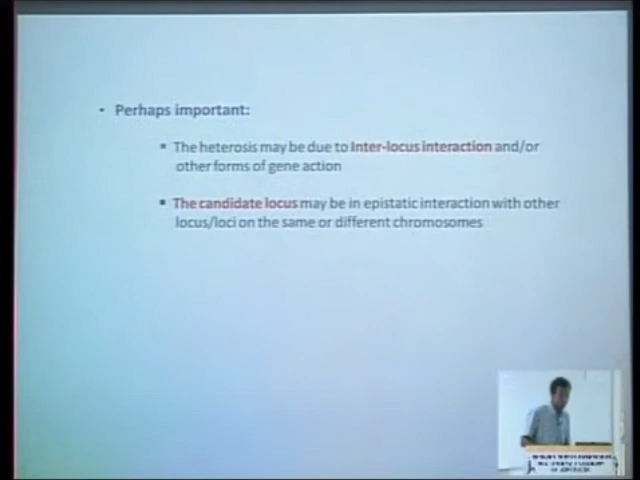 • Perhaps important:
▪ The heterosis may be due to Inter-locus interaction and/or
other forms of gene action
▪ The candidate locus may be in epistatic interaction with other
locus/loci on the same or different chromosomes